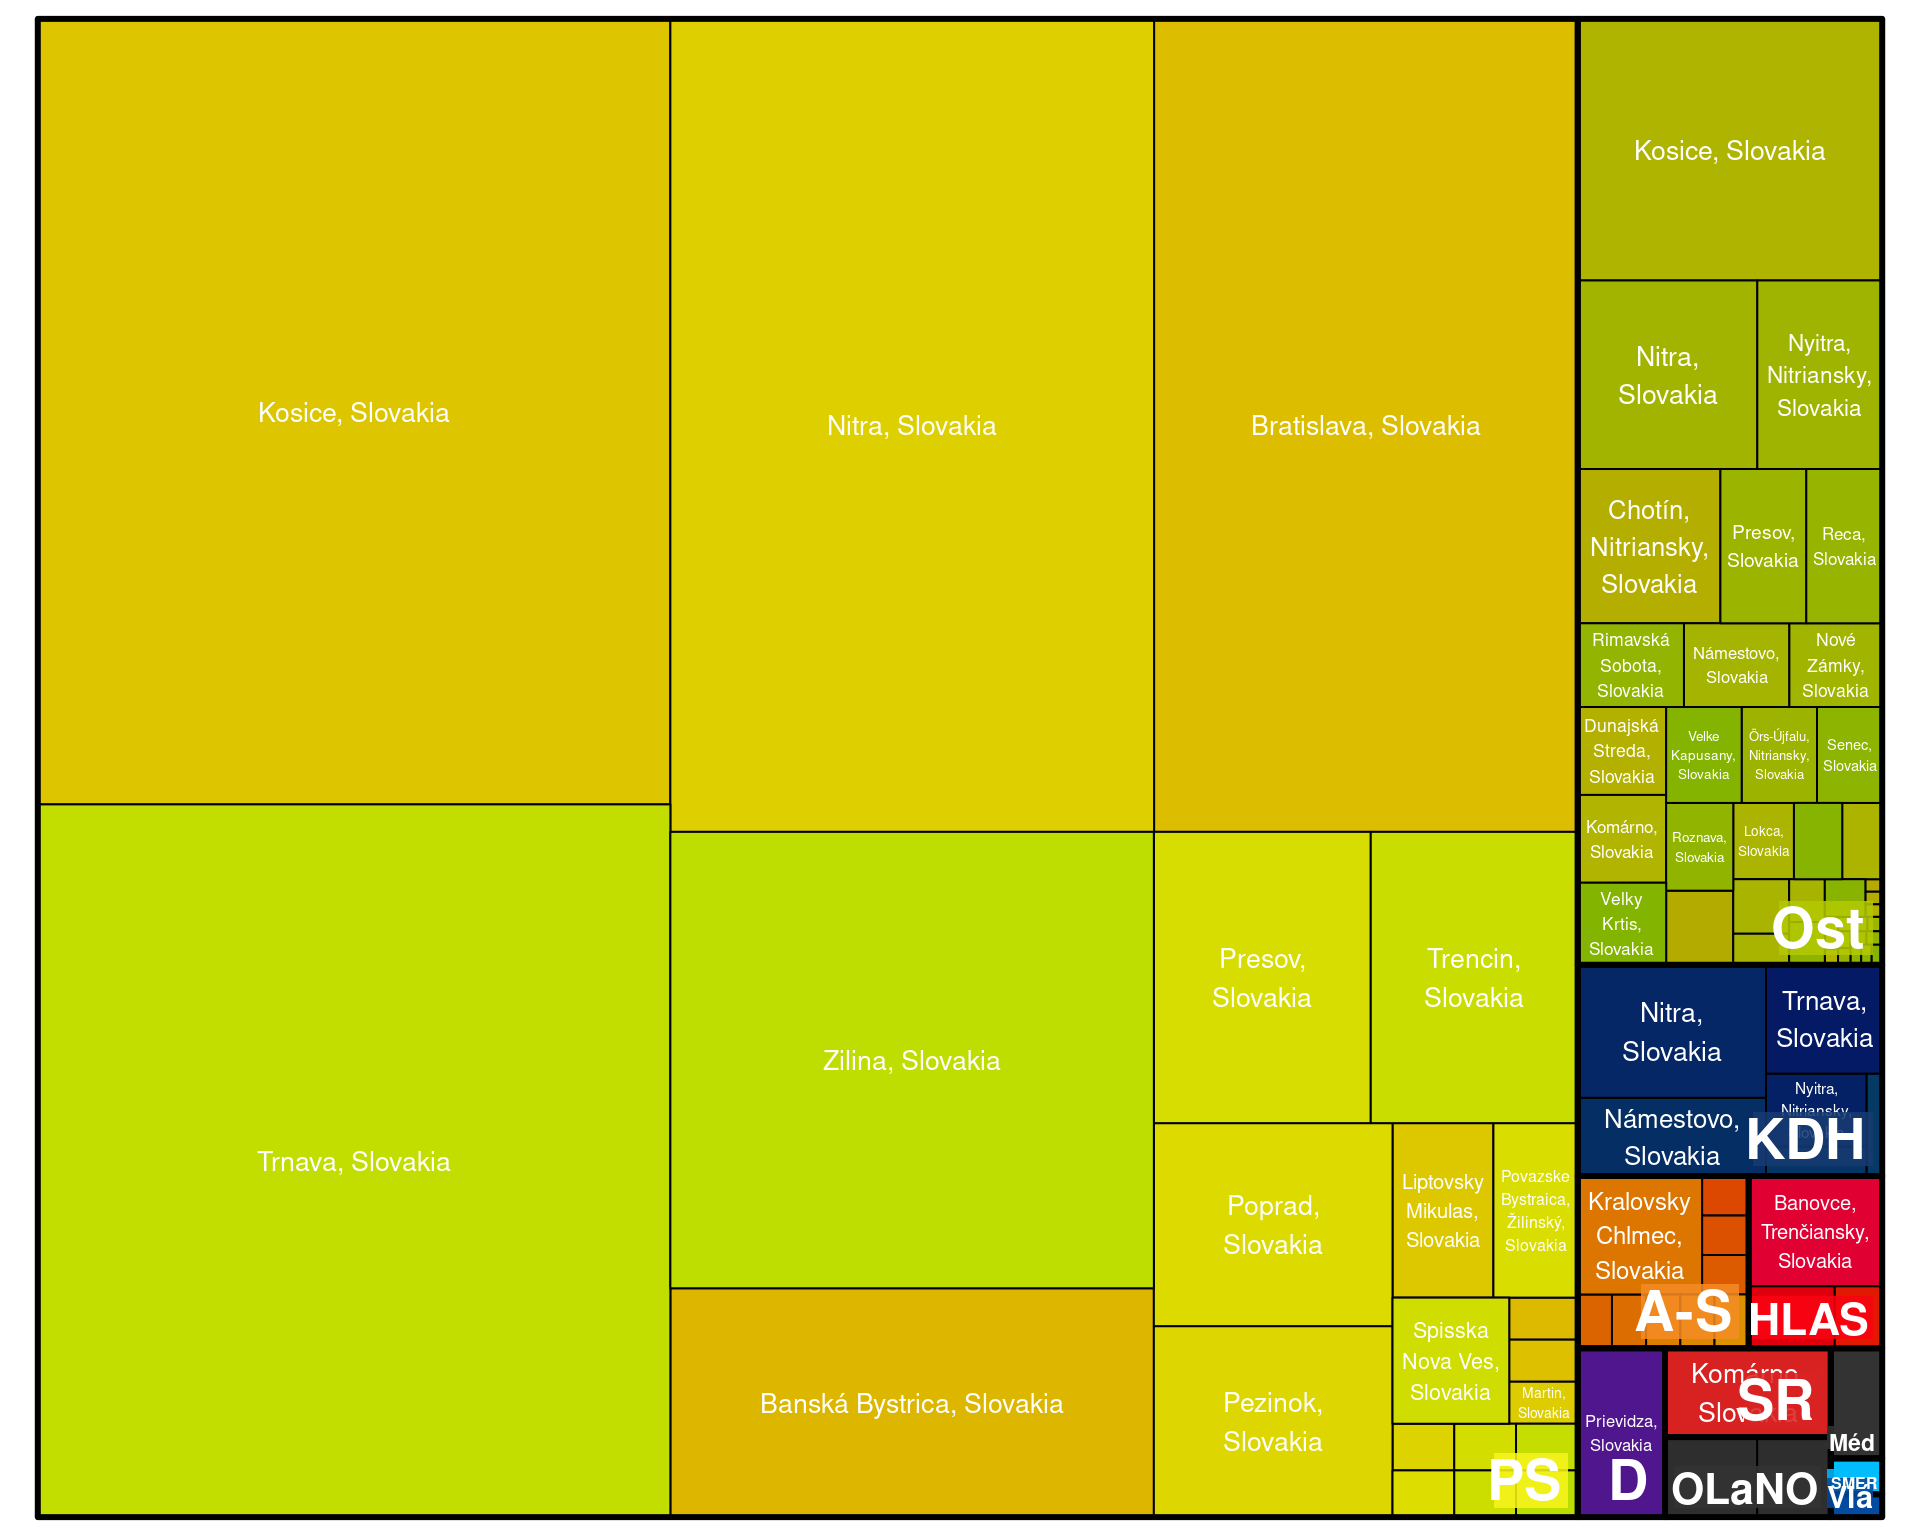 Kosice, Slovakia
Nitra, Slovakia
Bratislava, Slovakia
Trnava, Slovakia
Zilina, Slovakia
Banská Bystrica, Slovakia
Presov,
Slovakia
Trencin,
Slovakia
Poprad,
Slovakia
Liptovsky
Mikulas,
Slovakia
Povazske
Bystraica,
Žilinský,
Slovakia
Pezinok,
Slovakia
Spisska
Nova Ves,
Slovakia
Martin,
Slovakia
PS
Kosice, Slovakia
Nitra,
Slovakia
Nyitra,
Nitriansky,
Slovakia
Chotín,
Nitriansky,
Slovakia
Presov,
Slovakia
Reca,
Slovakia
Rimavská
Sobota,
Slovakia
Námestovo,
Slovakia
Nové
Zámky,
Slovakia
Dunajská
Streda,
Slovakia
Velke
Kapusany,
Slovakia
Örs-Újfalu,
Nitriansky,
Slovakia
Senec,
Slovakia
Komárno,
Slovakia
Roznava,
Slovakia
Lokca,
Slovakia
Velky
Krtis,
Slovakia
Ost
Nitra,
Slovakia
Trnava,
Slovakia
Námestovo,
Slovakia
Nyitra,
Nitriansky,
KDH
Kralovsky
Chlmec,
Slovakia
A-S
Banovce,
Trenčiansky,
Slovakia
HLAS
Prievidza,
Slovakia
D
Komárno
Slovakia
SR
OLaNO
Méd
SMER
Via